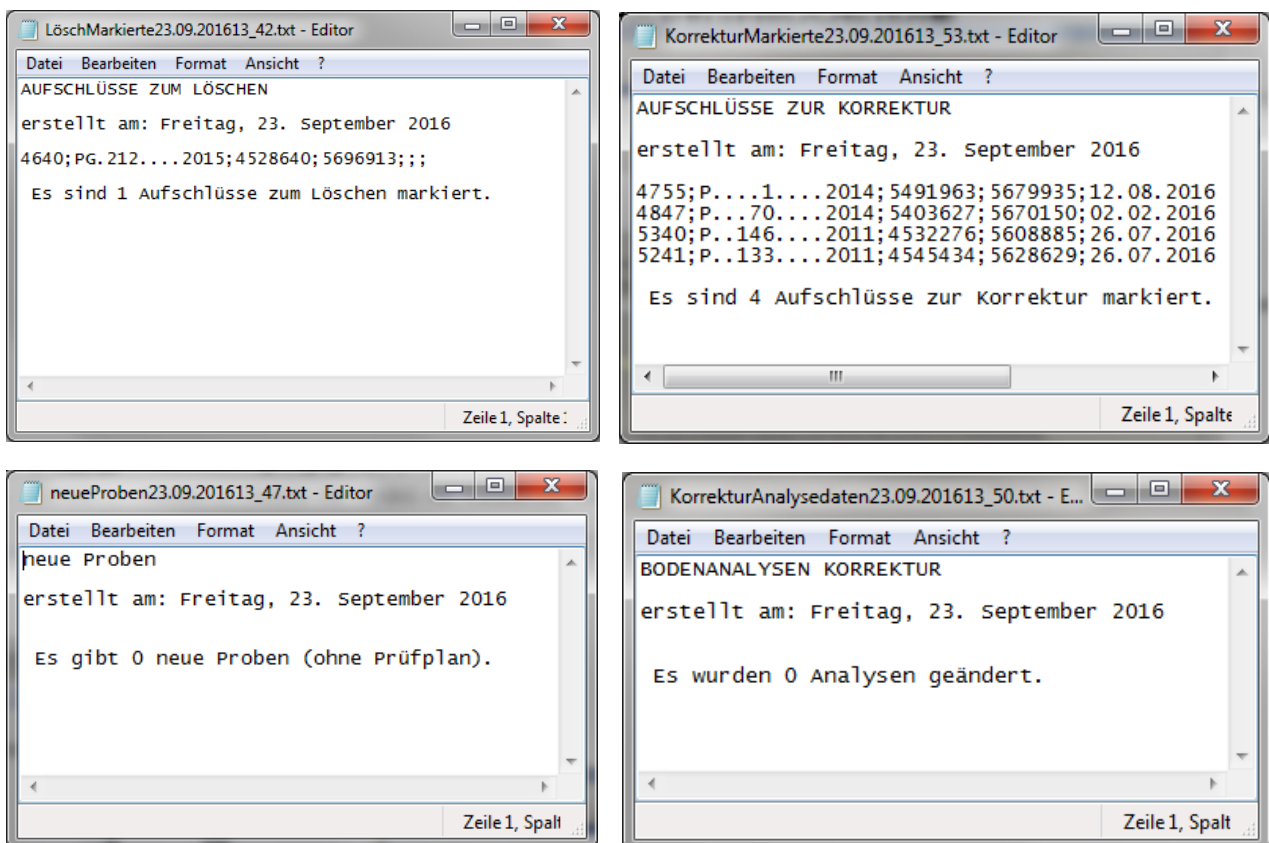 LöschMarkierte23.09.201613_42.txt - Editor
Datei Bearbeiten Format Ansicht ?
AUFSCHLÜSSE ZUM LÖSCHEN
erstellt am: Freitag, 23. September 2016
4640;PG.212....2015;4528640;5696913;;;
Es sind 1 Aufschlüsse zum Löschen markiert.
Zeile 1, Spalte
KorrekturMarkierte23.09.201613_53.txt - Editor
Datei Bearbeiten Format Ansicht ?
AUFSCHLÜSSE ZUR KORREKTUR
erstellt am: Freitag, 23. September 2016
4755;P....1....2014;5491963;5679935;12.08.2016
4847;P...70....2014;5403627;5670150;02.02.2016
5340;P..146....2011;4532276;5608885;26.07.2016
5241;P..133....2011;4545434;5628629;26.07.2016
Es sind 4 Aufschlüsse zur Korrektur markiert.
Zeile 1, Spalte
neueProben23.09.201613_47.txt - Editor
Datei Bearbeiten Format Ansicht ?
neue Proben
erstellt am: Freitag, 23. September 2016
Es gibt 0 neue Proben (ohne Prüfplan).
Zeile 1, Spalt
KorrekturAnalysedaten23.09.201613_50.txt - E...
Datei Bearbeiten Format Ansicht ?
BODENANALYSEN KORREKTUR
erstellt am: Freitag, 23. September 2016
Es wurden 0 Analysen geändert.
Zeile 1, Spalt